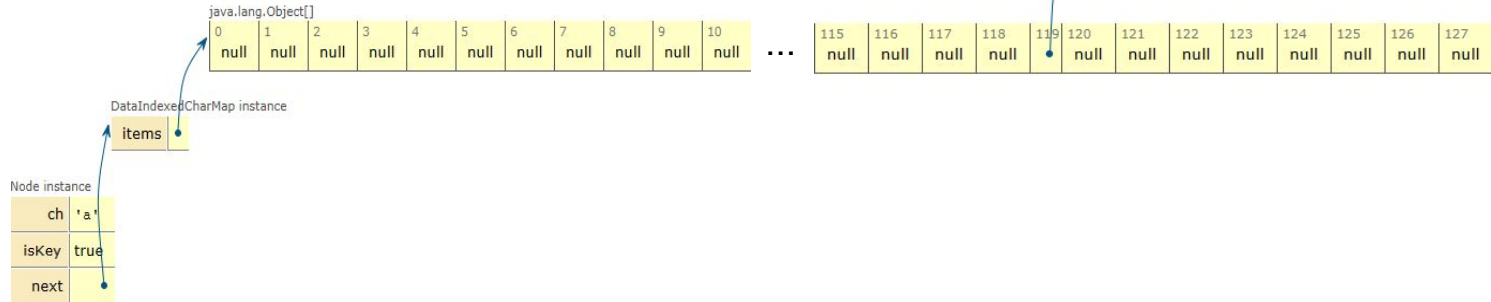 java.lang.Object[]
0 1 2 3 4 5 6 7 8 9 10 ... 115 116 117 118 119 120 121 122 123 124 125 126 127
null null null null null null null null null null null null null null null null null null null null null null null
DataIndexedCharMap instance
items
Node instance
ch 'a'
isKey true
next